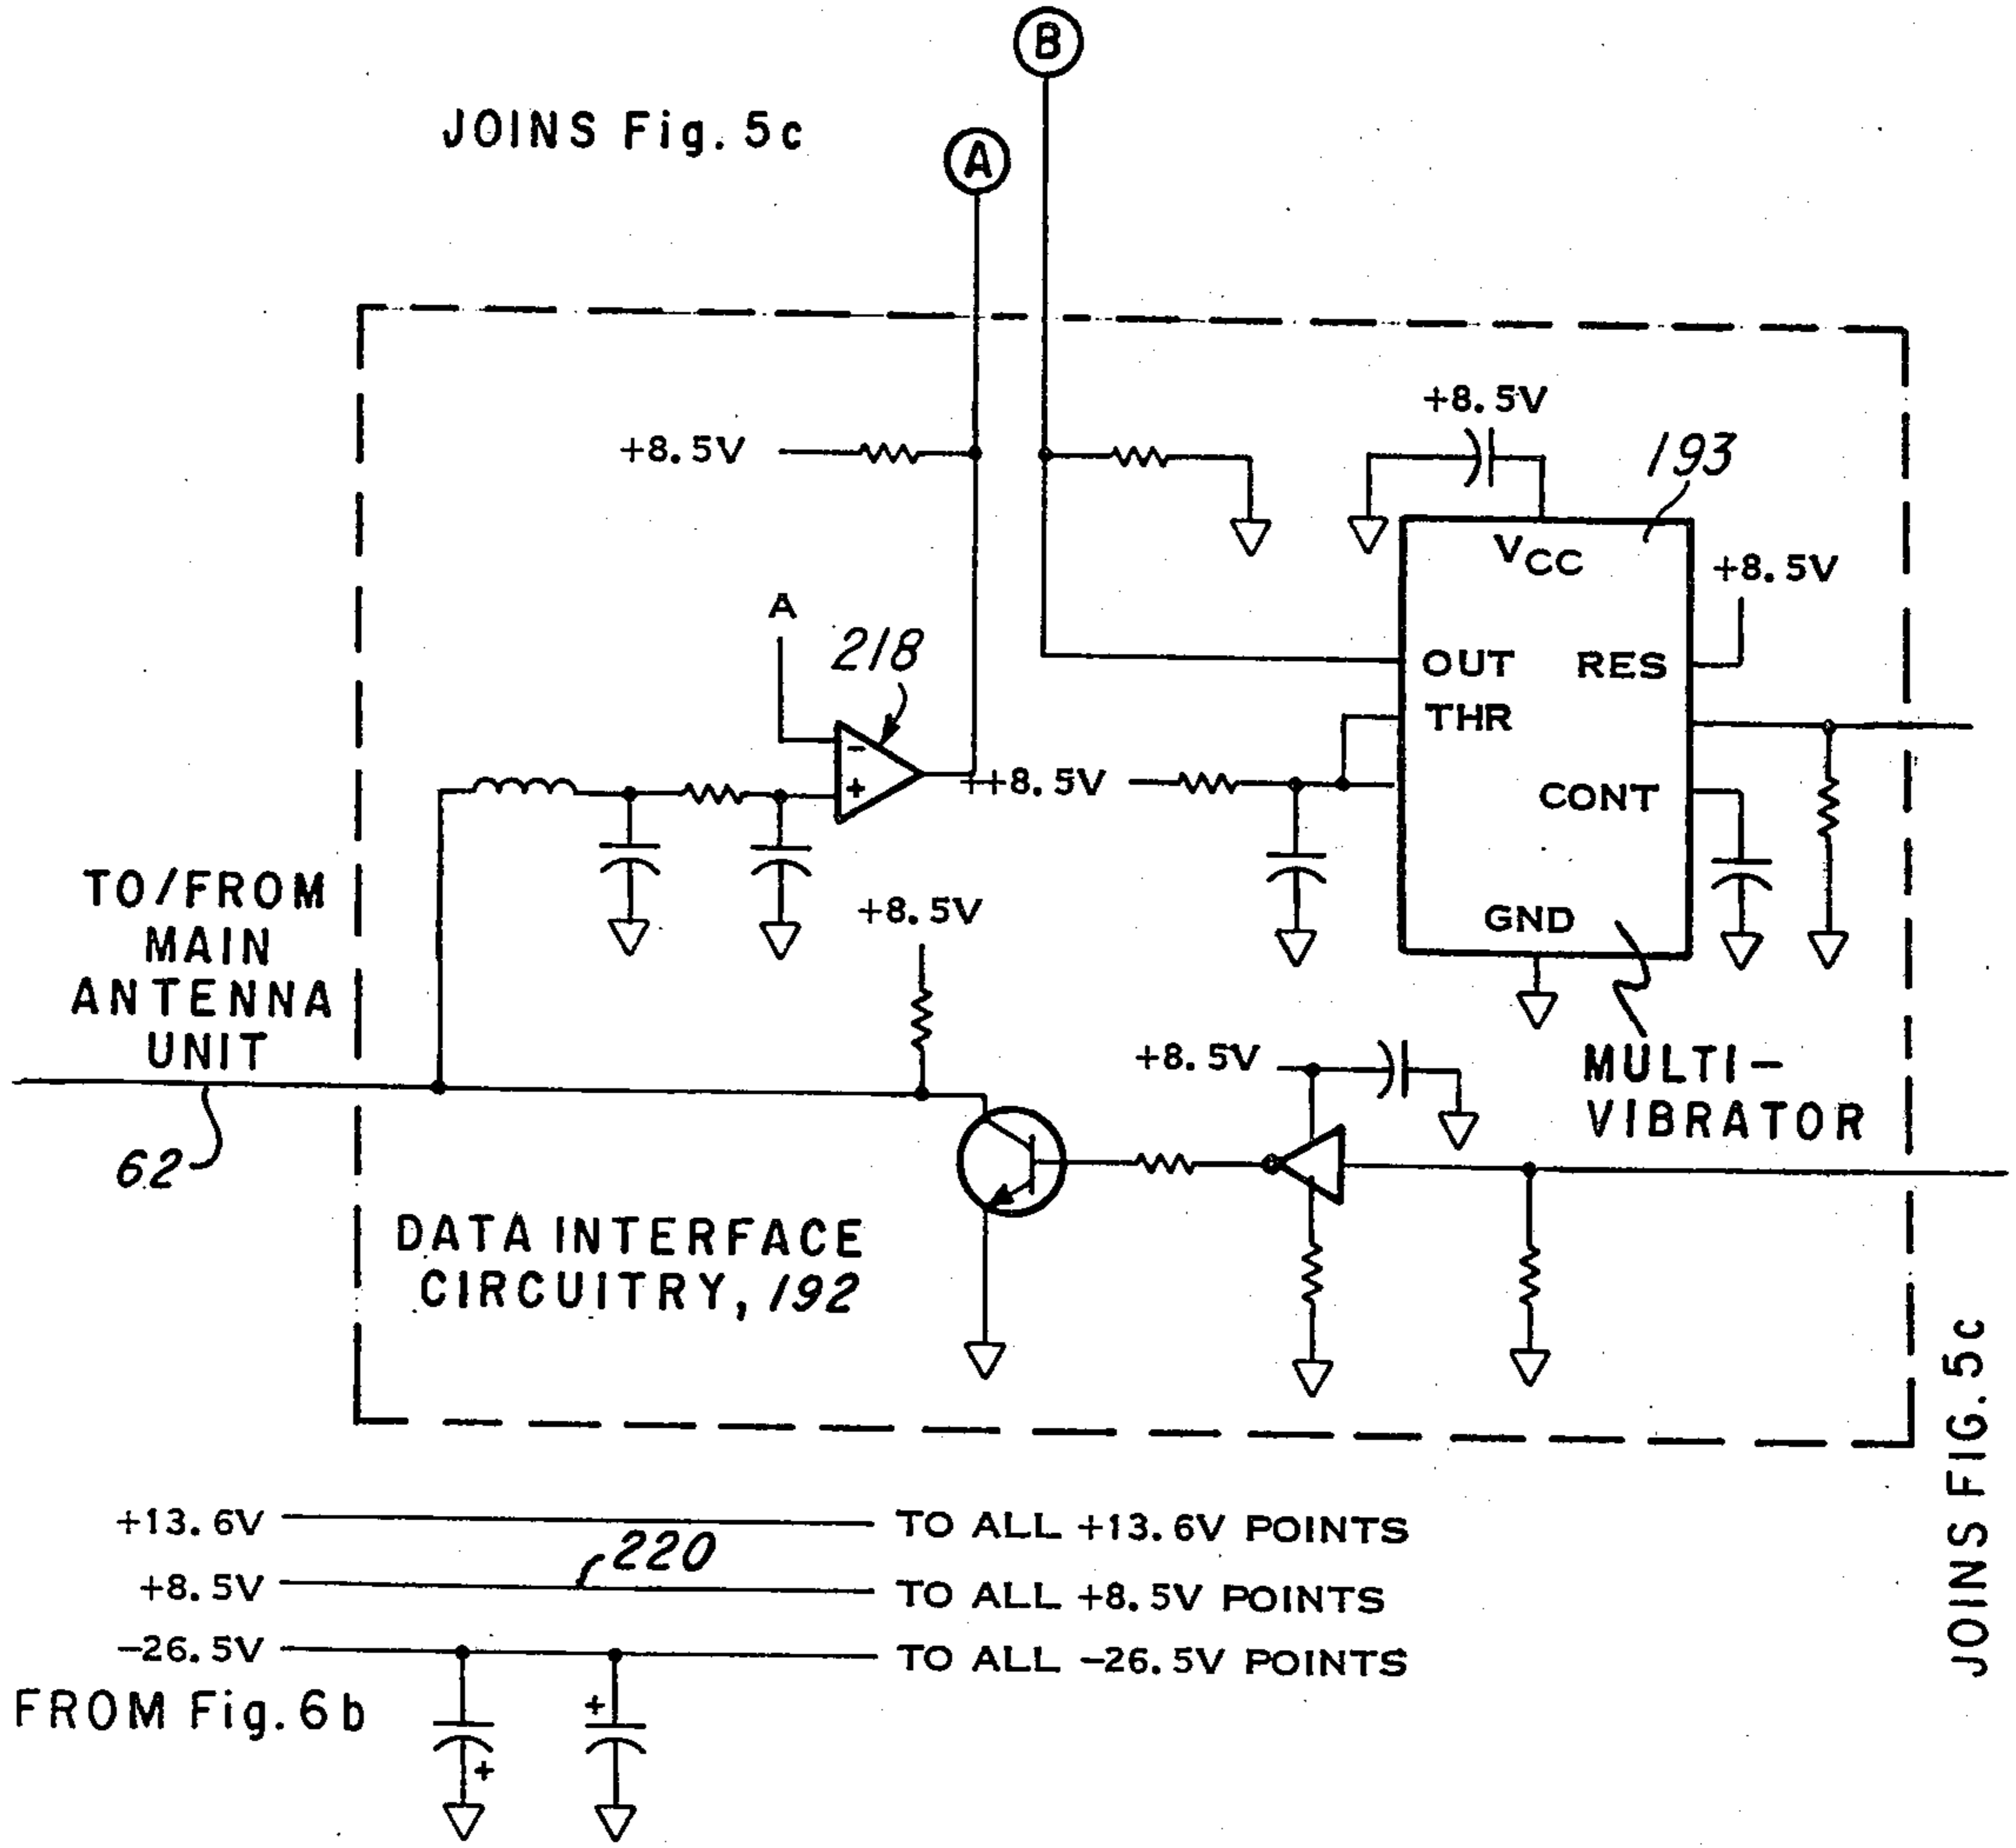 B
JOINS Fig. 5c
A
+8.5V
+8.5V
193
VCC
+8.5V
A
218
OUT
RES
THR
++8.5V
CONT
TO/FROM
MAIN
ANTENNA
UNIT
+8.5V
GND
+8.5V
MULTI-
VIBRATOR
62
DATA INTERFACE
CIRCUITRY, 192
JOINS FIG. 5c
+13.6V
TO ALL +13.6V POINTS
220
+8.5V
TO ALL +8.5V POINTS
-26.5V
TO ALL -26.5V POINTS
FROM Fig. 6b
+
+